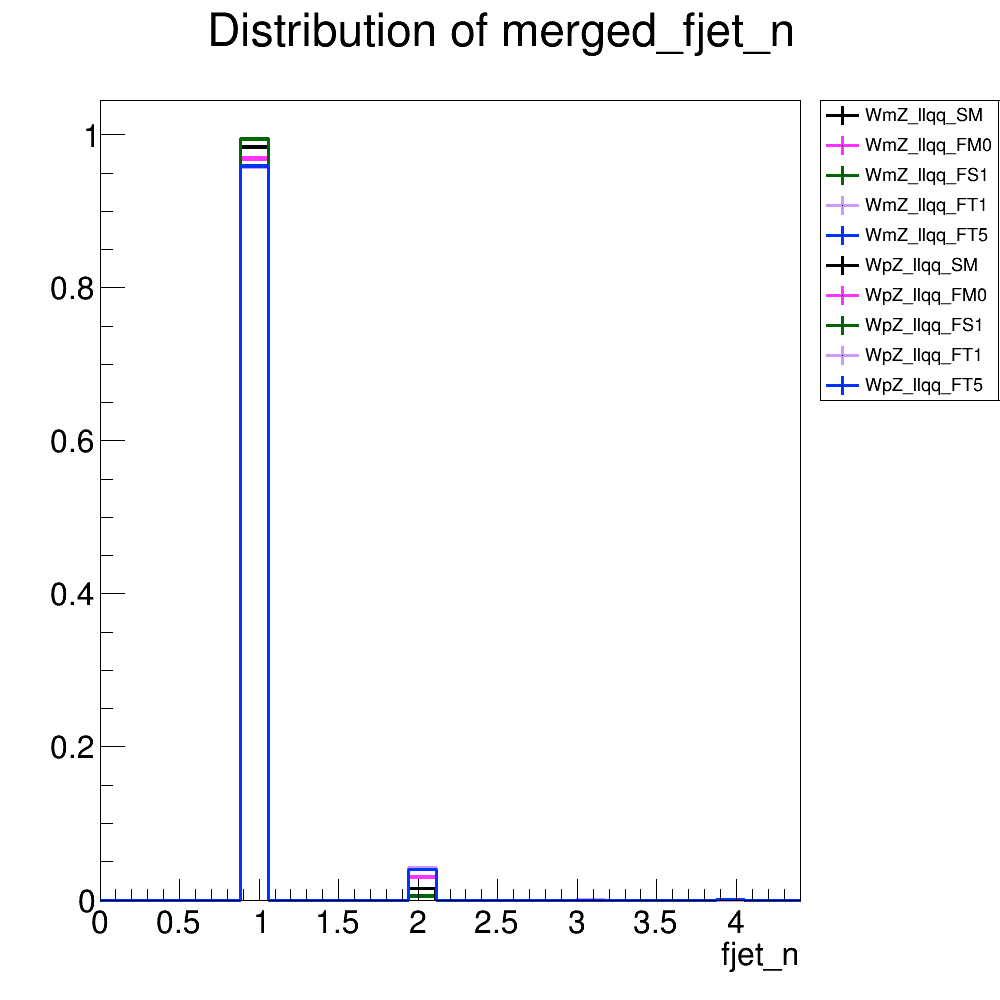 Distribution of merged_fjet_n
1
0.8
0.6
0.4
0.2
0
0 0.5 1 1.5 2 2.5 3 3.5 4
fjet_n
WmZ_llqq_SM
WmZ_llqq_FM0
WmZ_llqq_FS1
WmZ_llqq_FT1
WmZ_llqq_FT5
WpZ_llqq_SM
WpZ_llqq_FM0
WpZ_llqq_FS1
WpZ_llqq_FT1
WpZ_llqq_FT5